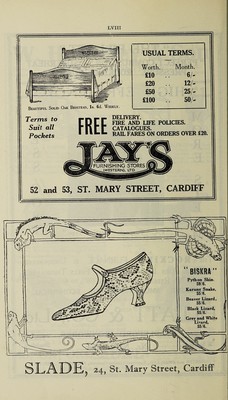 LVIII
USUAL TERMS.
Worth. Month.
£10 .. 6/-
£20 .. 12/-
£50 .. 25/-
£100 .. 50/-
BEAUTIFUL SOLID OAK BEDSTEAD, 1s. 6d. WEEKLY.
Terms to
Suit all
Pockets
FREE
DELIVERY.
FIRE AND LIFE POLICIES.
CATALOGUES.
RAIL FARES ON ORDERS OVER £20.
JAY'S
FURNISHING STORES
52 and 53, ST. MARY STREET, CARDIFF
"BISKRA"
Python Skin.
Karung Snake.
Beaver Lizard.
Black Lizard.
Grey and White
Lizard.
SLADE, 24, St. Mary Street, Cardiff